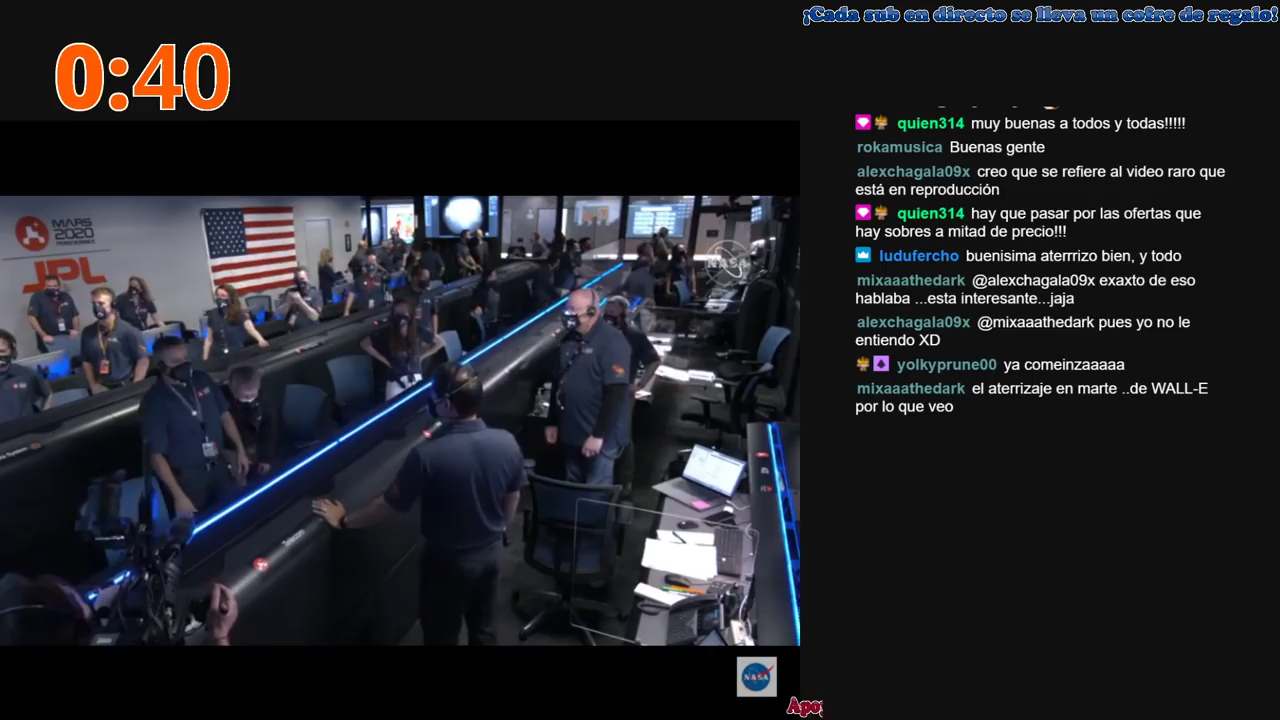 ¡Cada sub en directo se lleva un cofre de regalo!
0:40
quien314 muy buenas a todos y todas!!!!!
rokamusica Buenas gente
alexchagala09x creo que se refiere al video raro que
está en reproducción
quien314 hay que pasar por las ofertas que
hay sobres a mitad de precio!!!
ludufercho buenisima aterrrizo bien, y todo
mixaaathedark @alexchagala09x exaxto de eso
hablaba ...esta interesante...jaja
alexchagala09x @mixaaathedark pues yo no le
entiendo XD
yolkyprune00 ya comeinzaaaaa
mixaaathedark el aterrizaje en marte ..de WALL-E
por lo que veo
MARS
2020
JPL
NASA
NASA
Apo